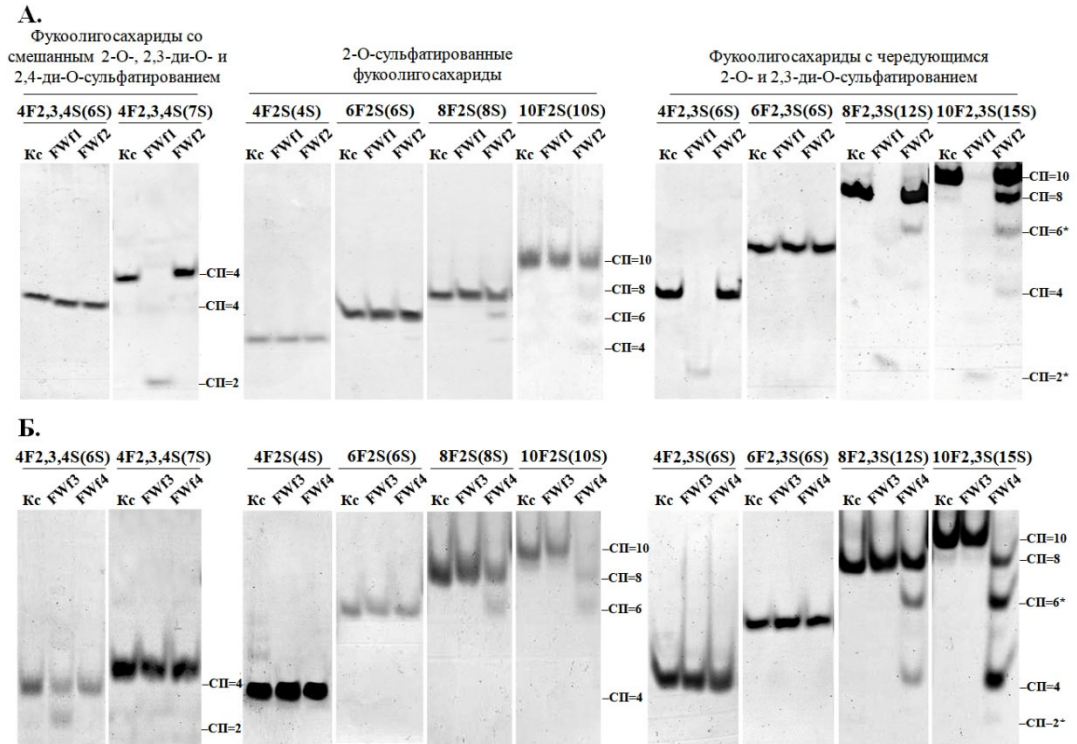 А.
Фукоолигосахариды со
смешанным 2-О-, 2,3-ди-О- и
2,4-ди-О-сульфатированием
2-О-сульфатированные
фукоолигосахариды
Фукоолигосахариды с чередующимся
2-О- и 2,3-ди-О-сульфатированием
4F2,3,4S(6S) 4F2,3,4S(7S) 4F2S(4S) 6F2S(6S) 8F2S(8S) 10F2S(10S) 4F2,3S(6S) 6F2,3S(6S) 8F2,3S(12S) 10F2,3S(15S)
Кс FWf1 FWf2 Кс FWf1 FWf2 Кс FWf1 FWf2 Кс FWf1 FWf2 Кс FWf1 FWf2 Кс FWf1 FWf2 Кс FWf1 FWf2 Кс FWf1 FWf2 Кс FWf1 FWf2 Кс FWf1 FWf2
–СП=4
–СП=4
–СП=2
–СП=10
–СП=8
–СП=6
–СП=4
–СП=10
–СП=8
–СП=6*
–СП=4
–СП=2*
Б.
4F2,3,4S(6S) 4F2,3,4S(7S) 4F2S(4S) 6F2S(6S) 8F2S(8S) 10F2S(10S) 4F2,3S(6S) 6F2,3S(6S) 8F2,3S(12S) 10F2,3S(15S)
Кс FWf3 FWf4 Кс FWf3 FWf4 Кс FWf3 FWf4 Кс FWf3 FWf4 Кс FWf3 FWf4 Кс FWf3 FWf4 Кс FWf3 FWf4 Кс FWf3 FWf4 Кс FWf3 FWf4 Кс FWf3 FWf4
–СП=4
–СП=2
–СП=10
–СП=8
–СП=6
–СП=4
–СП=10
–СП=8
–СП=6*
–СП=4
–СП–2*